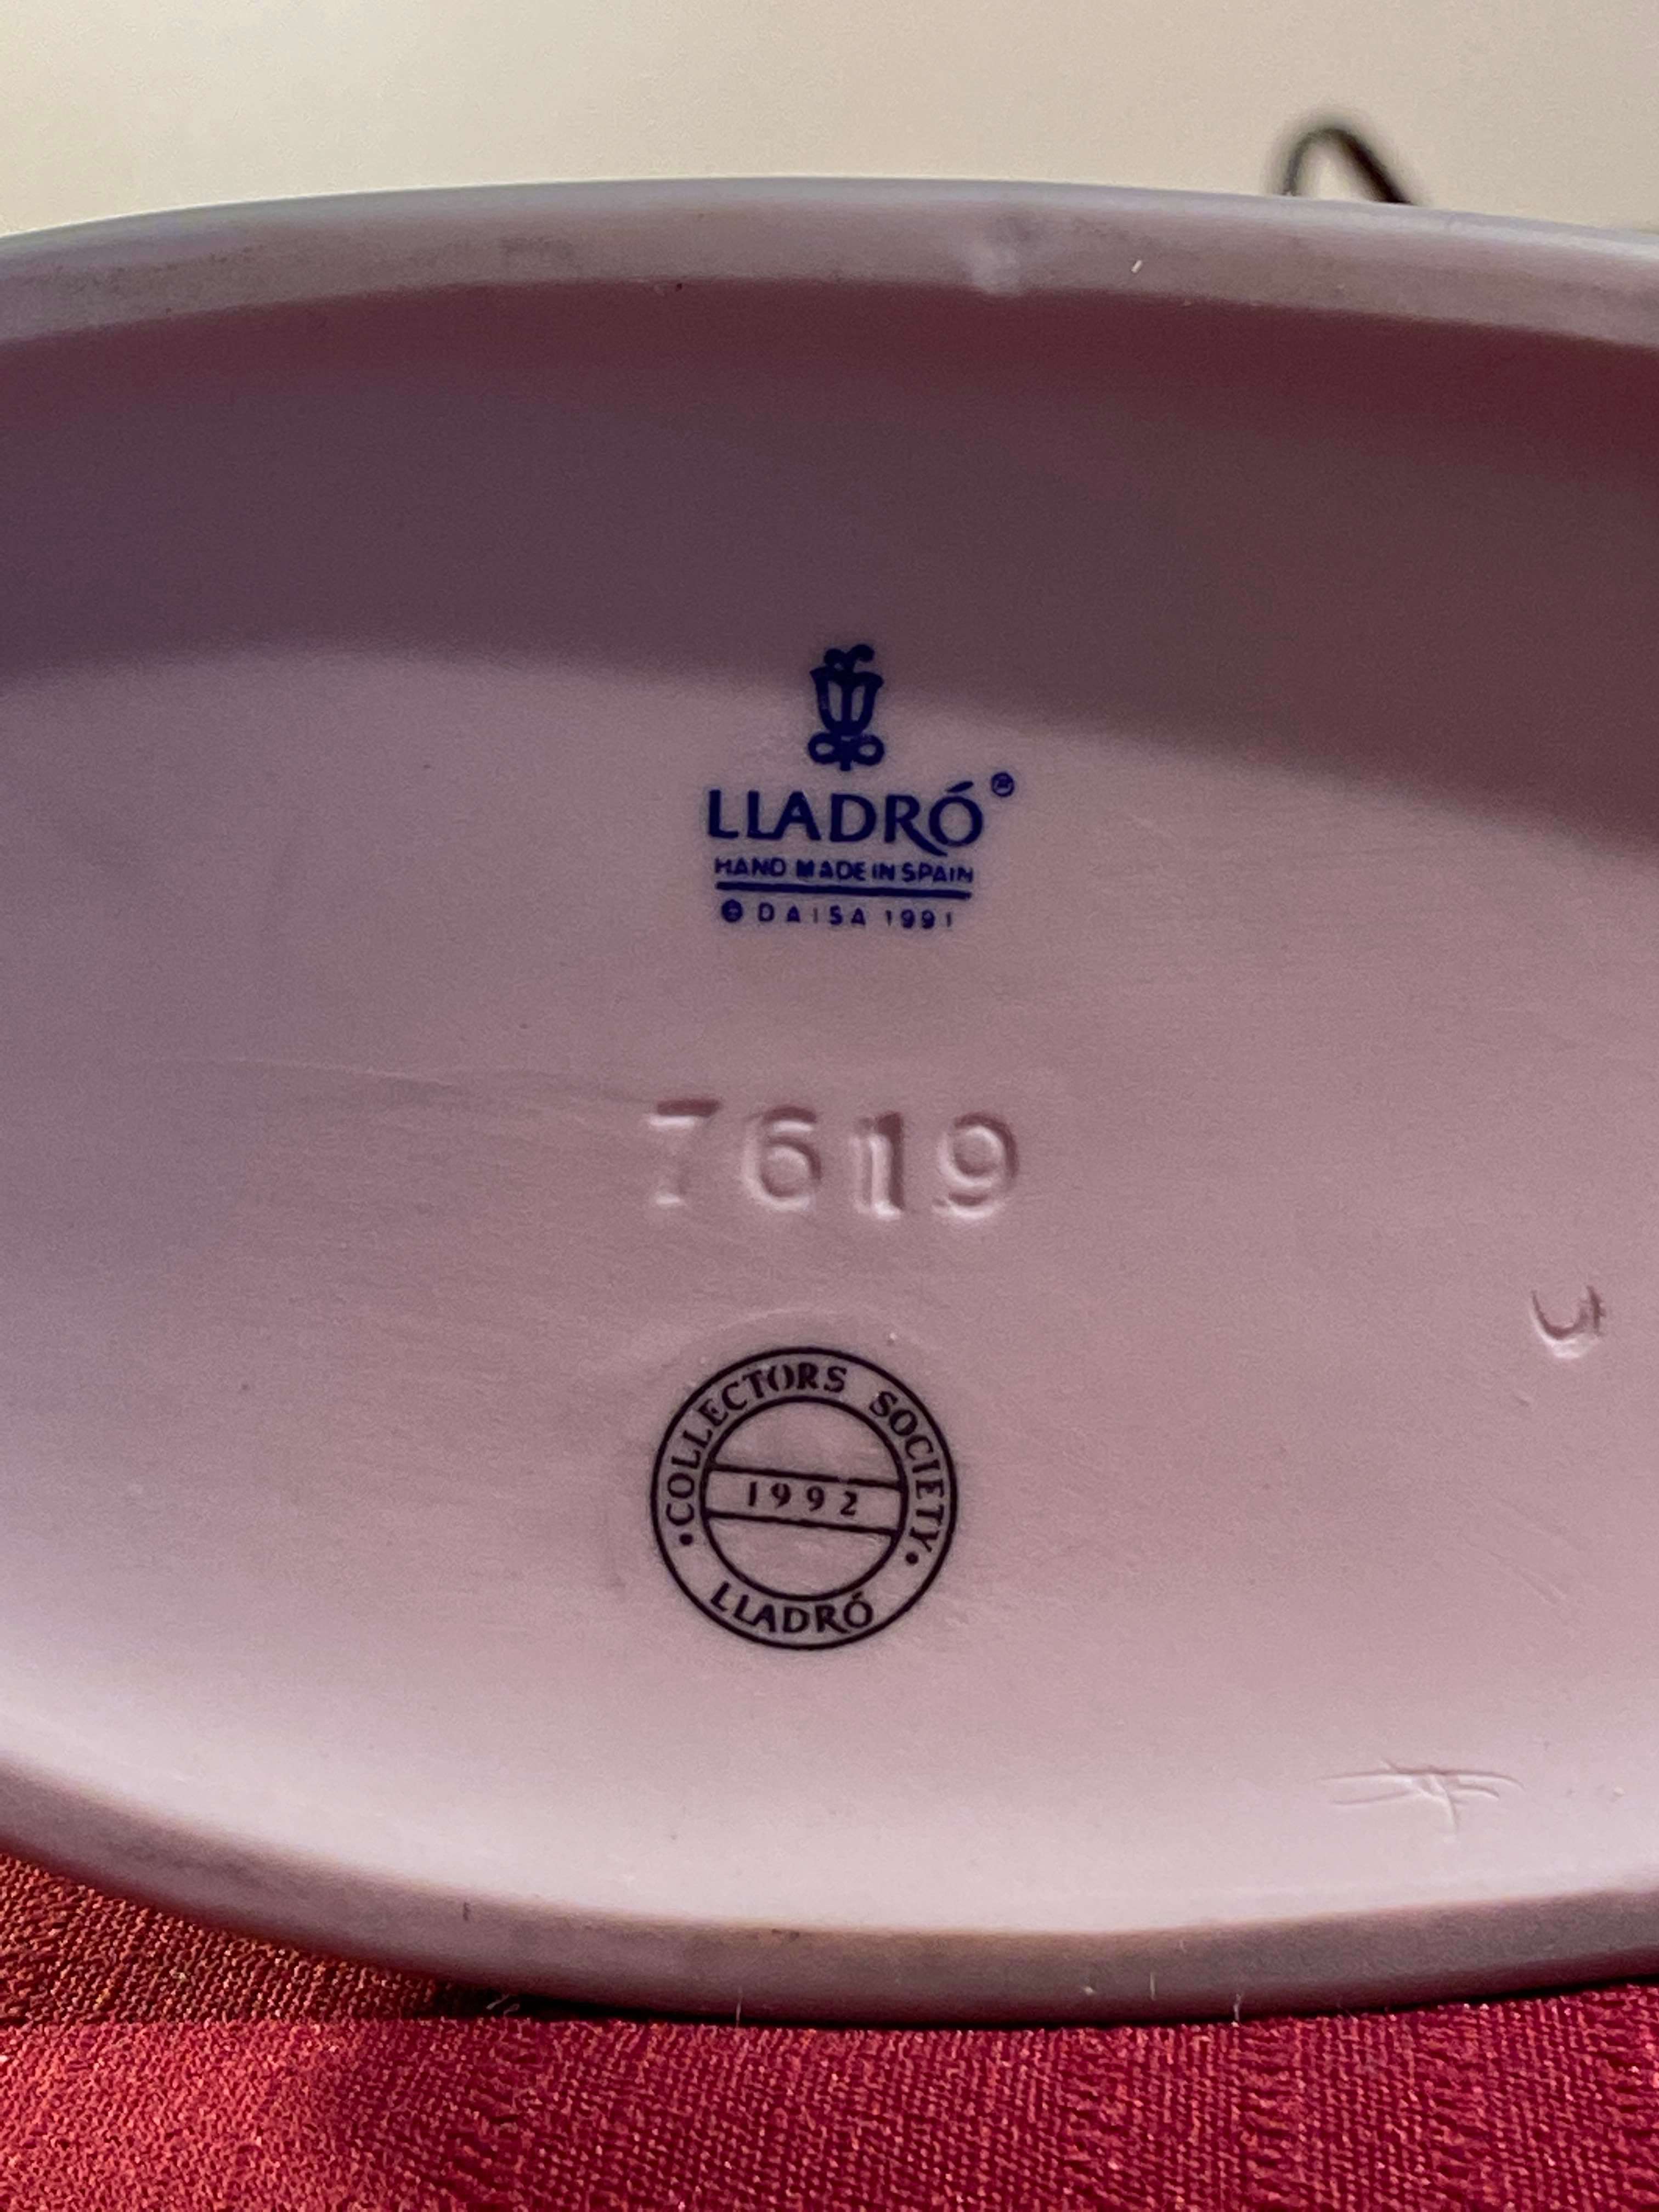 LLADRÓ®
HAND MADE IN SPAIN
© DAISA 1991
7619
COLLECTORS SOCIETY
1992
LLADRÓ